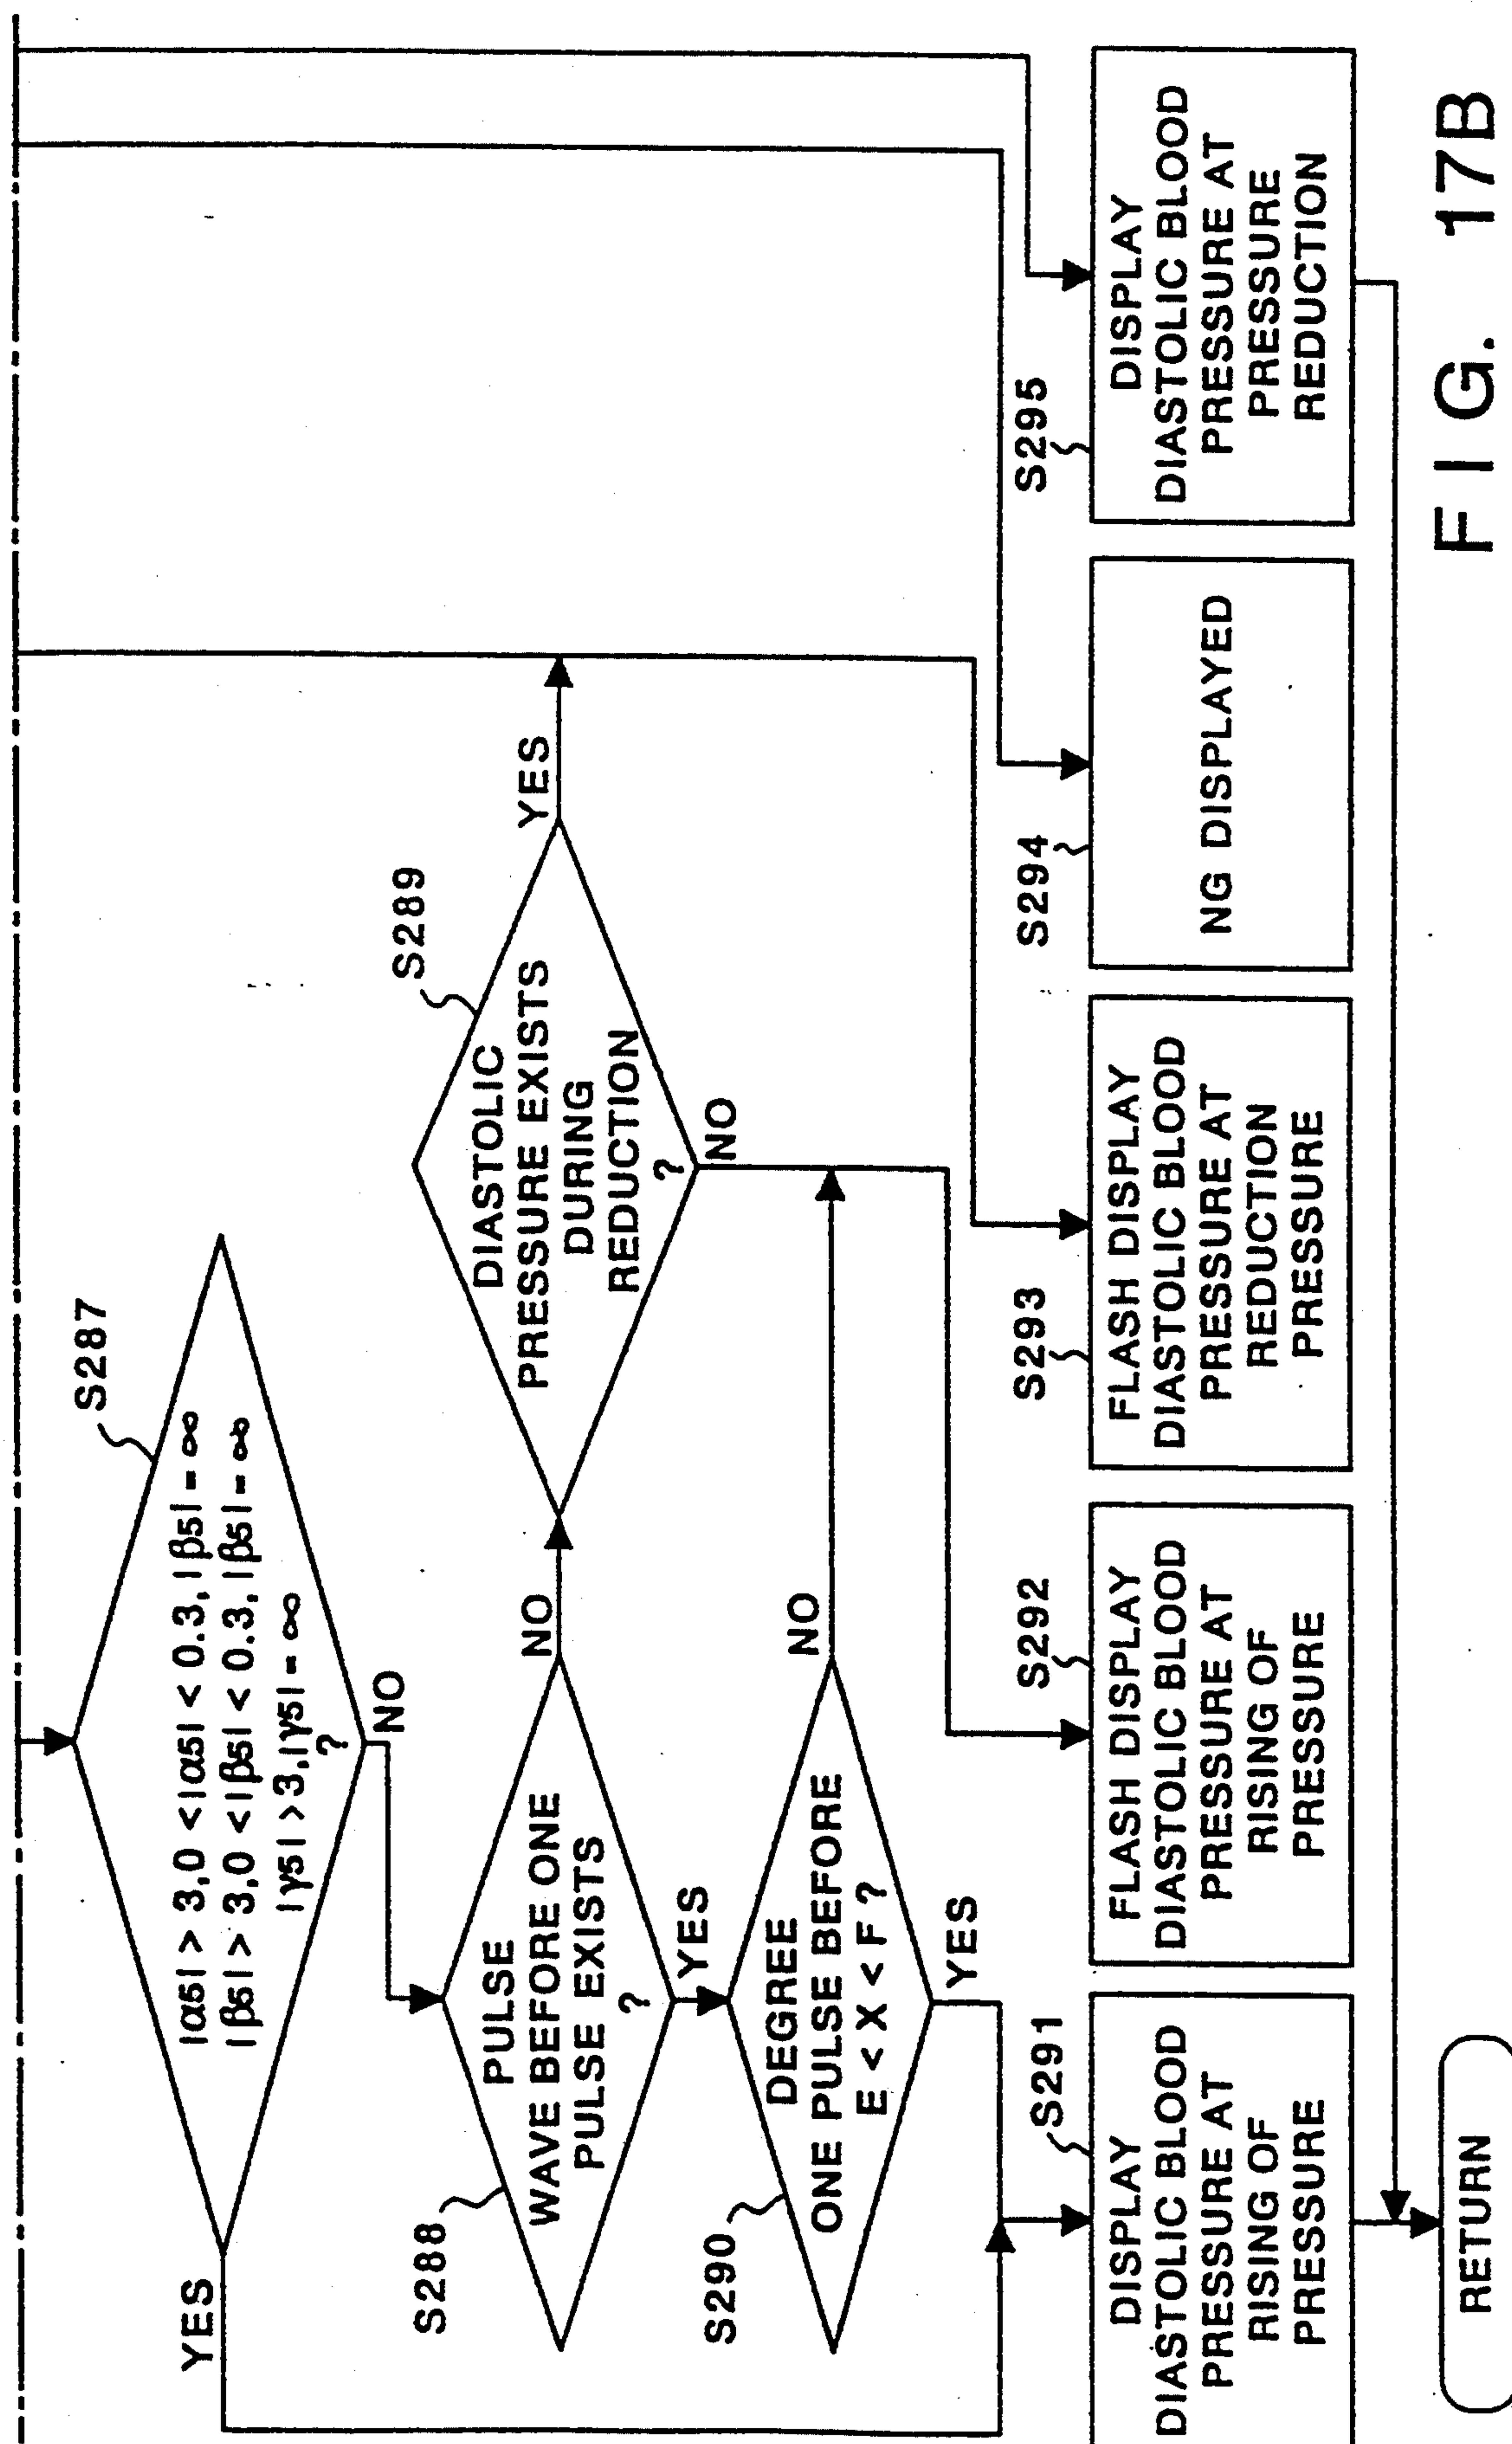 S287
|α5| > 3, 0 < |α5| < 0.3, |β5| = ∞
|β5| > 3, 0 < |β5| < 0.3, |β5| = ∞
|γ5| > 3, |γ5| = ∞
?
YES
NO
S288
PULSE
WAVE BEFORE ONE
PULSE EXISTS
?
NO
YES
S289
DIASTOLIC
PRESSURE EXISTS
DURING
REDUCTION
?
YES
NO
S290
DEGREE
ONE PULSE BEFORE
E < X < F ?
NO
YES
S291
DISPLAY
DIASTOLIC BLOOD
PRESSURE AT
RISING OF
PRESSURE
S292
FLASH DISPLAY
DIASTOLIC BLOOD
PRESSURE AT
RISING OF
PRESSURE
S293
FLASH DISPLAY
DIASTOLIC BLOOD
PRESSURE AT
REDUCTION
PRESSURE
S294
NG DISPLAYED
S295
DISPLAY
DIASTOLIC BLOOD
PRESSURE AT
PRESSURE
REDUCTION
RETURN
FIG. 17B